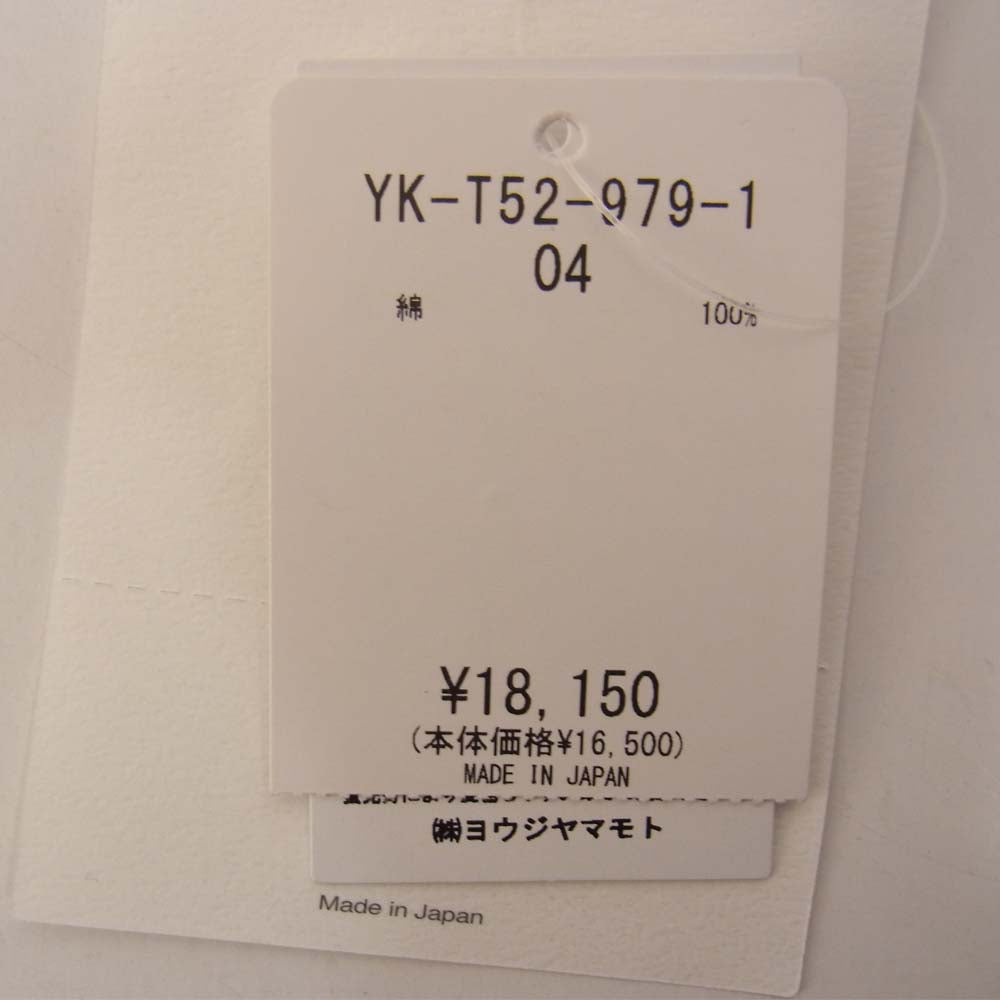 YK-T52-979-1
04
綿 100%
¥18,150
(本体価格¥16,500)
MADE IN JAPAN
㈱ヨウジヤマモト
Made in Japan